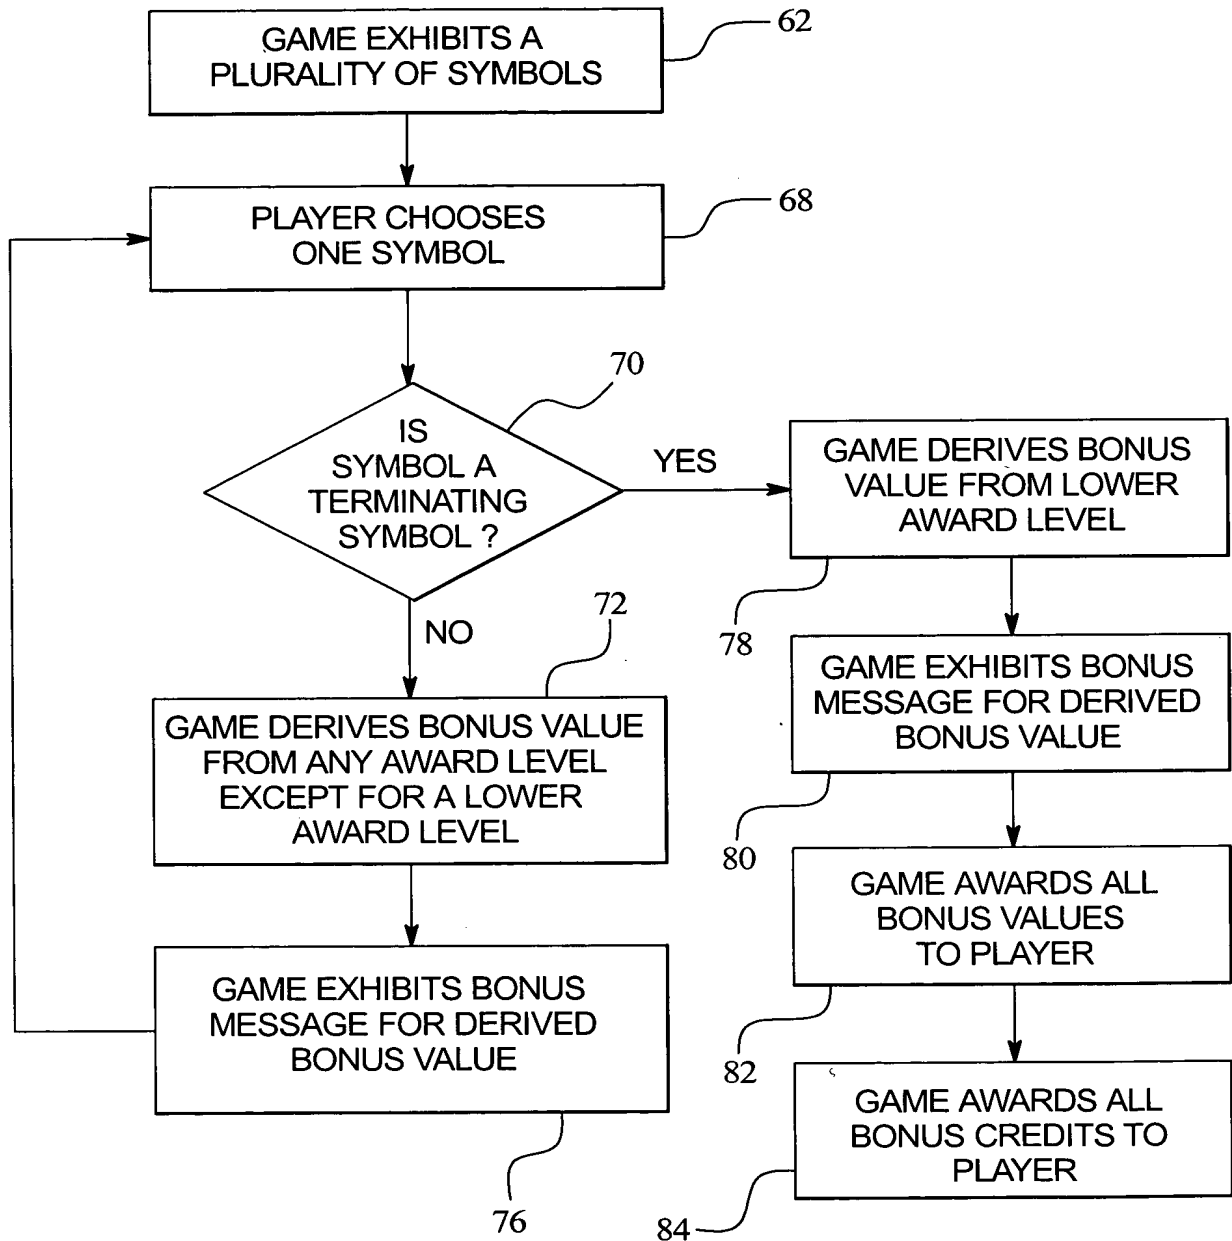 GAME EXHIBITS A
PLURALITY OF SYMBOLS
62
PLAYER CHOOSES
ONE SYMBOL
68
IS
SYMBOL A
TERMINATING
SYMBOL ?
70
YES
NO
GAME DERIVES BONUS VALUE
FROM ANY AWARD LEVEL
EXCEPT FOR A LOWER
AWARD LEVEL
72
GAME EXHIBITS BONUS
MESSAGE FOR DERIVED
BONUS VALUE
76
GAME DERIVES BONUS
VALUE FROM LOWER
AWARD LEVEL
78
GAME EXHIBITS BONUS
MESSAGE FOR DERIVED
BONUS VALUE
80
GAME AWARDS ALL
BONUS VALUES
TO PLAYER
82
GAME AWARDS ALL
BONUS CREDITS TO
PLAYER
84